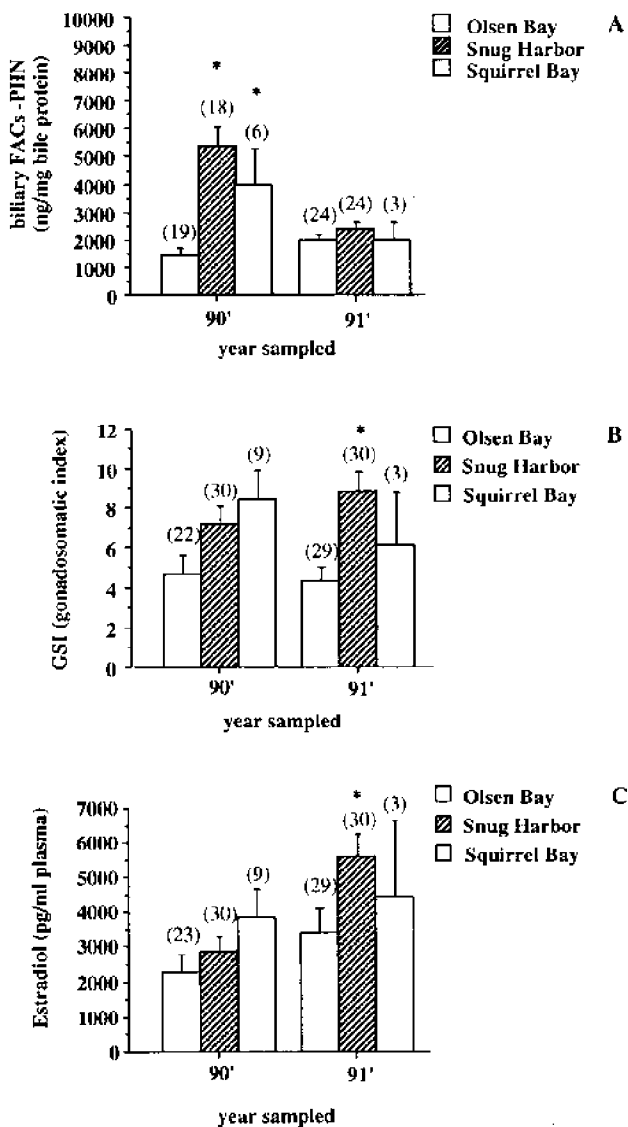 A
Olsen Bay
Snug Harbor
Squirrel Bay
biliary FACs -PHN
(ng/mg bile protein)
10000
9000
8000
7000
6000
5000
4000
3000
2000
1000
0
* *
(19) (18) (6) (24) (24) (3)
90' 91'
year sampled
B
Olsen Bay
Snug Harbor
Squirrel Bay
GSI (gonadosomatic index)
12
10
8
6
4
2
0
*
(22) (30) (9) (29) (30) (3)
90' 91'
year sampled
C
Olsen Bay
Snug Harbor
Squirrel Bay
Estradiol (pg/ml plasma)
7000
6000
5000
4000
3000
2000
1000
0
*
(23) (30) (9) (29) (30) (3)
90' 91'
year sampled